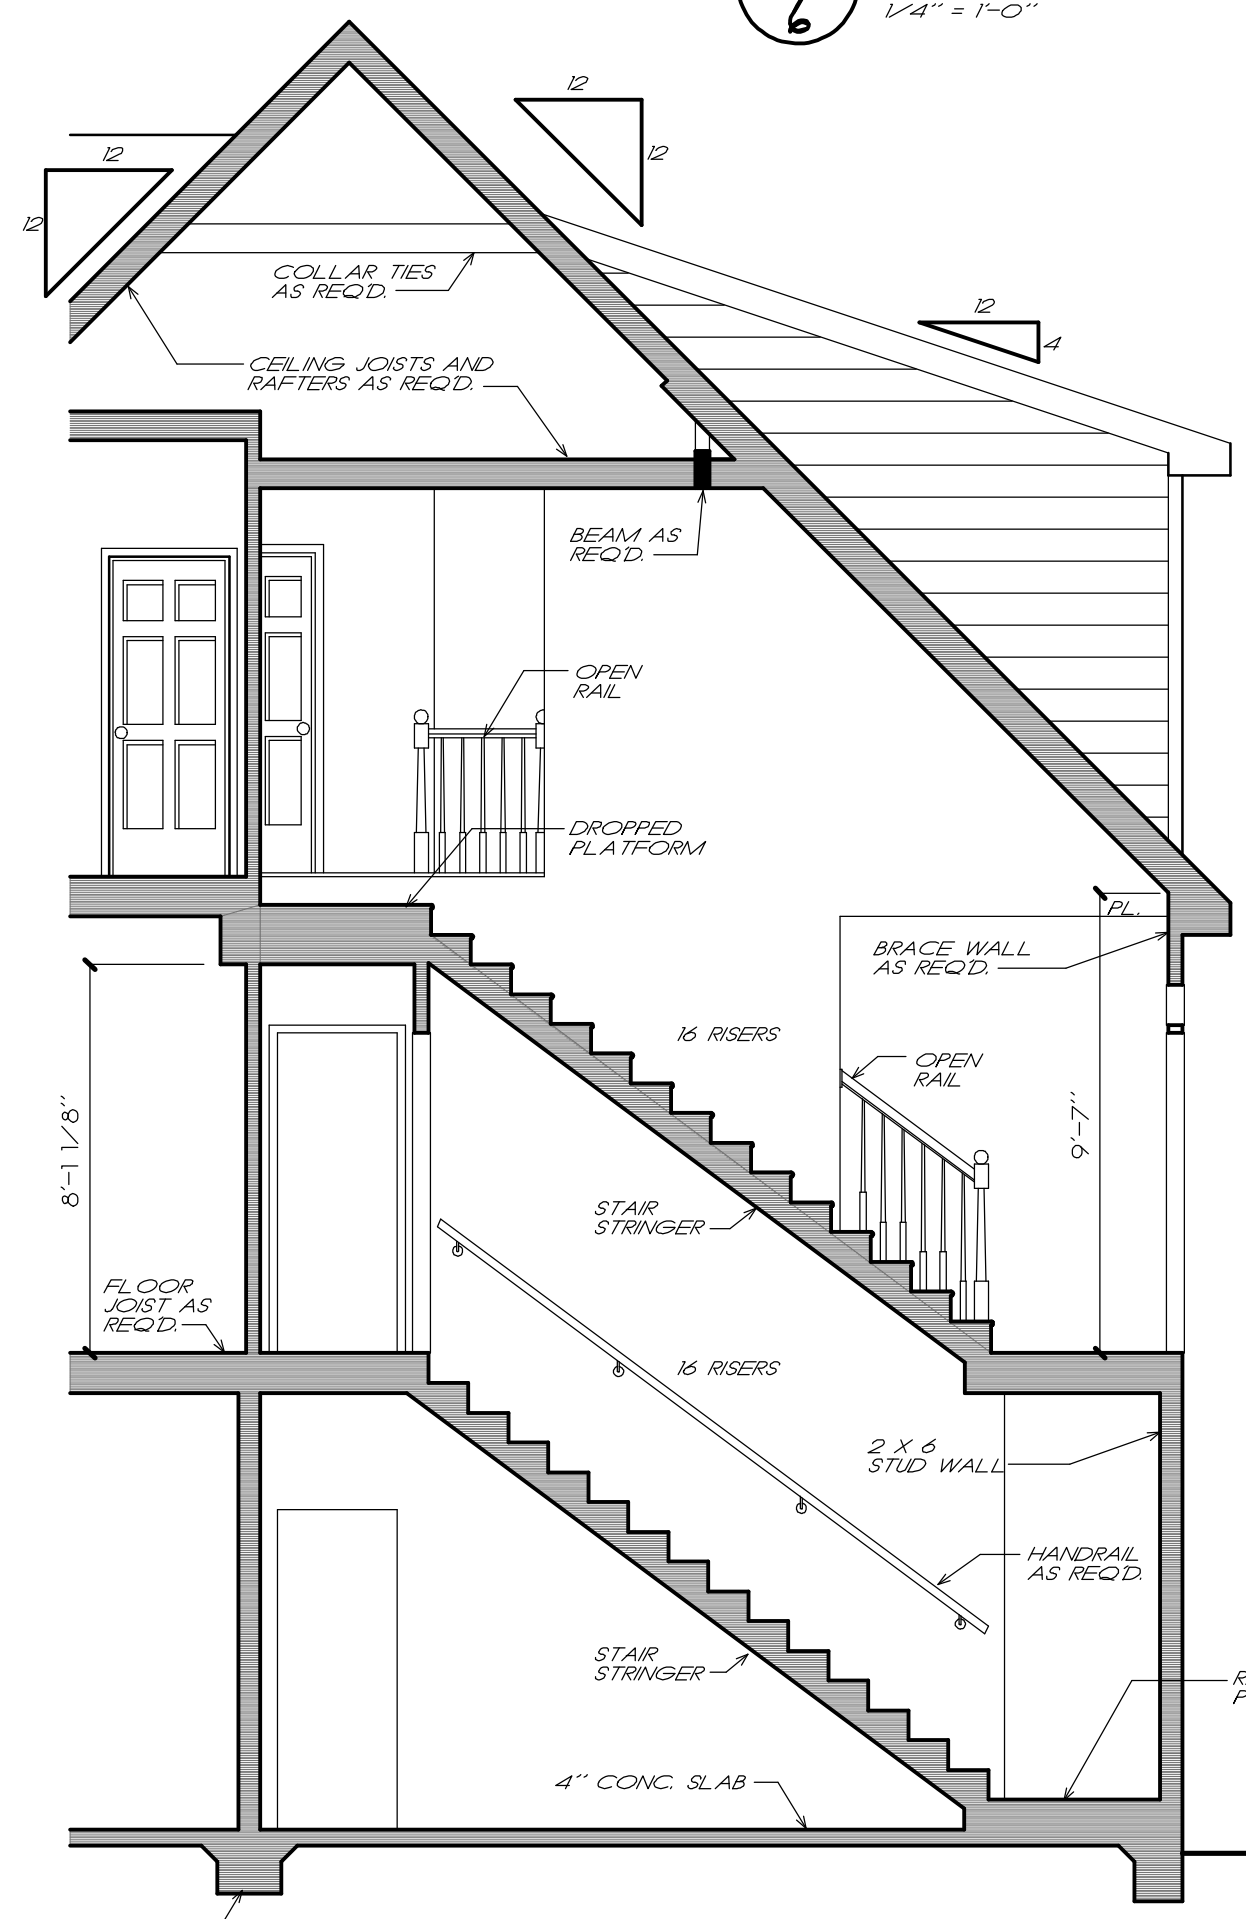 6
1/4" = 1'-0"
12
12
12
12
COLLAR TIES
AS REQ'D.
12
4
CEILING JOISTS AND
RAFTERS AS REQ'D.
BEAM AS
REQ'D.
OPEN
RAIL
DROPPED
PLATFORM
PL.
BRACE WALL
AS REQ'D.
16 RISERS
OPEN
RAIL
8'-1 1/8"
9'-7"
STAIR
STRINGER
FLOOR
JOIST AS
REQ'D.
16 RISERS
2 X 6
STUD WALL
HANDRAIL
AS REQ'D.
STAIR
STRINGER
4" CONC. SLAB